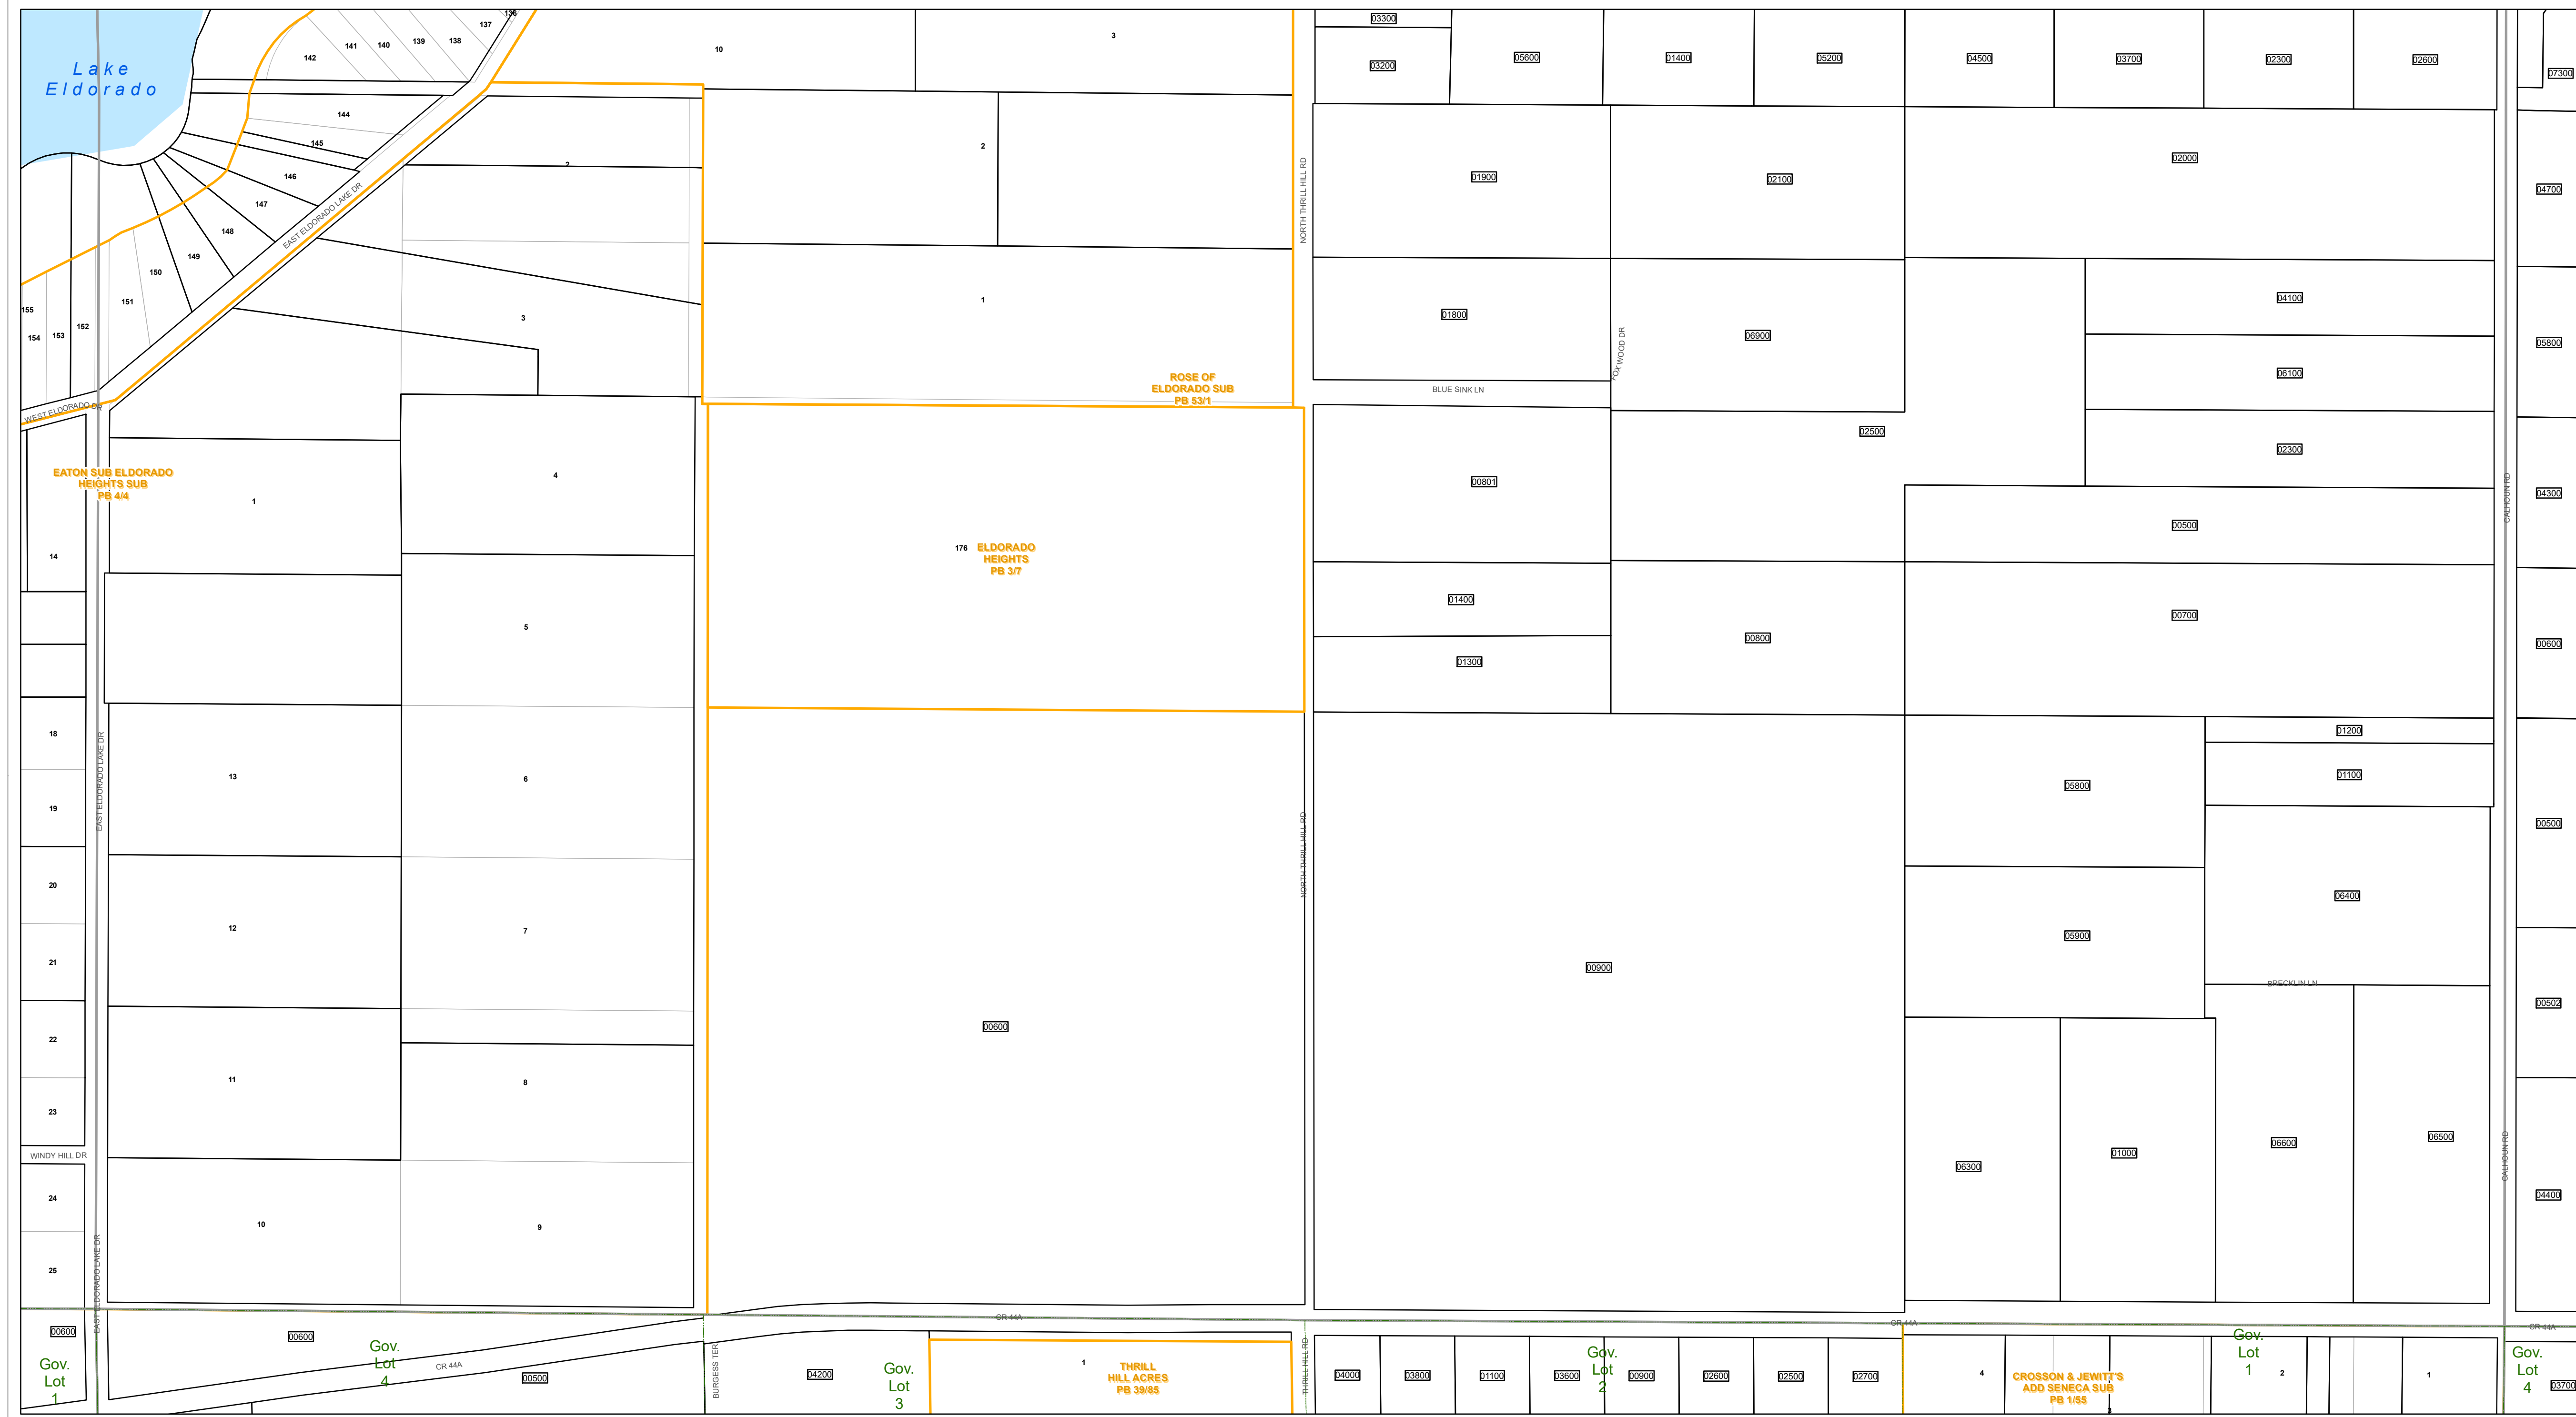 Lake
Eldorado
136
137
138
139
140
141
142
144
145
146
147
148
149
150
151
152
153
154
155
EAST ELDORADO LAKE DR
WEST ELDORADO DR
10
3
2
2
1
3
ROSE OF
ELDORADO SUB
PB 53/1
NORTH THRILL HILL RD
03300
03200
05600
01400
05200
04500
03700
02300
02600
07300
01900
02100
02000
04700
01800
06900
FOXWOOD DR
BLUE SINK LN
04100
06100
05800
02500
02300
EATON SUB ELDORADO
HEIGHTS SUB
PB 4/4
14
1
4
5
176
ELDORADO
HEIGHTS
PB 3/7
00801
01400
01300
00800
00500
00700
CALHOUN RD
04300
00600
18
19
20
21
22
23
WINDY HILL DR
24
25
EAST ELDORADO LAKE DR
13
12
11
10
6
7
8
9
00600
NORTH THRILL HILL RD
00900
05800
05900
01200
01100
06400
BRECKLIN LN
06300
01000
06600
06500
CALHOUN RD
00500
00502
04400
EAST ELDORADO LAKE DR
CR 44A
CR 44A
CR 44A
00600
Gov.
Lot
1
00600
Gov.
Lot
4
CR 44A
00500
BURGESS TER
04200
Gov.
Lot
3
1
THRILL
HILL ACRES
PB 39/85
THRILL HILL RD
04000
03800
01100
03600
Gov.
Lot
2
00900
02600
02500
02700
4
CROSSON & JEWITT'S
ADD SENECA SUB
PB 1/55
3
Gov.
Lot
1
2
1
Gov.
Lot
4
03700